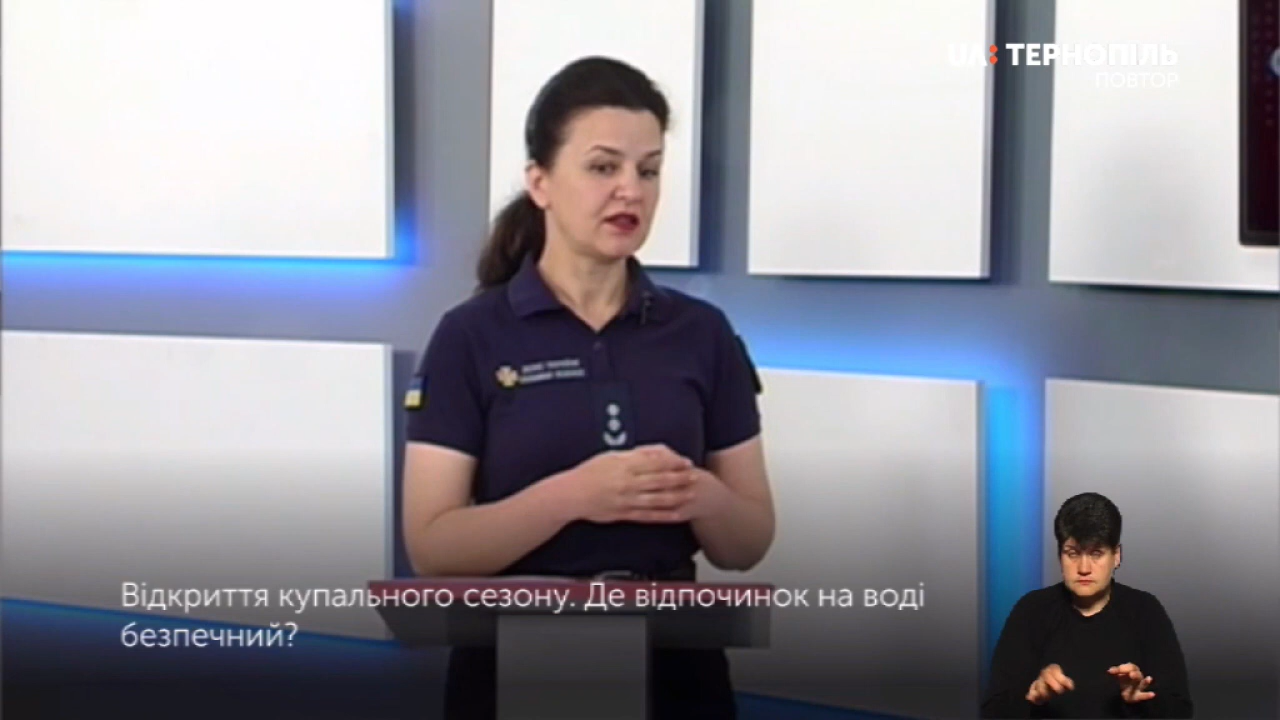 UA: ТЕРНОПІЛЬ
ПОВТОР
Відкриття купального сезону. Де відпочинок на воді
безпечний?